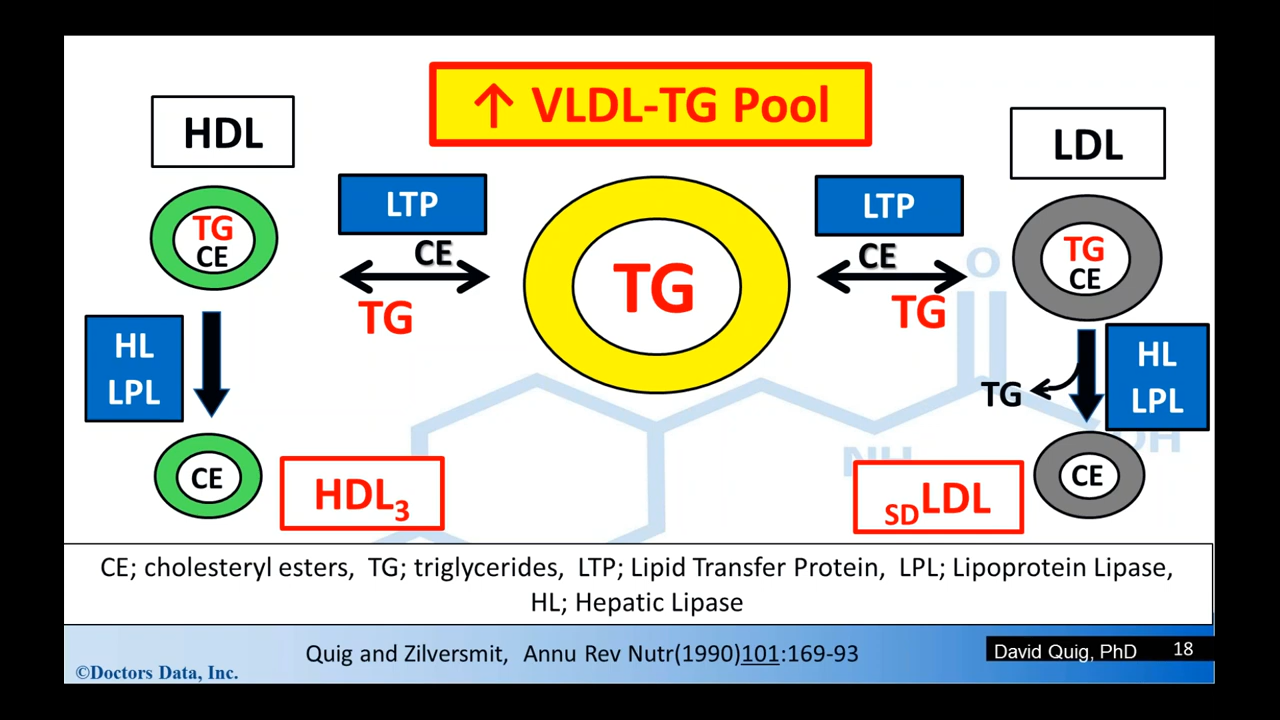 ↑ VLDL-TG Pool
HDL
LDL
LTP
LTP
TG
CE
CE
TG
TG
CE
TG
TG
CE
HL
LPL
HL
LPL
TG
CE
HDL₃
SDLDL
CE
O
NH
OH
CE; cholesteryl esters, TG; triglycerides, LTP; Lipid Transfer Protein, LPL; Lipoprotein Lipase,
HL; Hepatic Lipase
Quig and Zilversmit, Annu Rev Nutr(1990)101:169-93
David Quig, PhD 18
©Doctors Data, Inc.